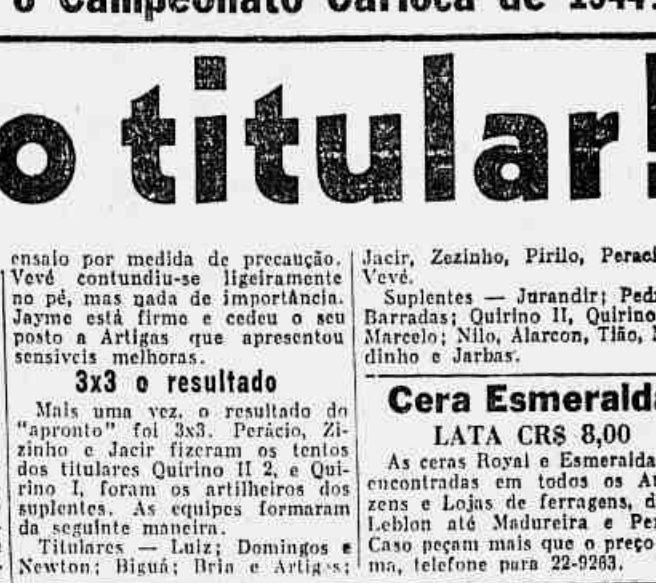 o Campeonato Carioca de 1944:
o titular!
ensaio por medida de precaução.
Vevé contundiu-se ligeiramente
no pé, mas nada de importância.
Jayme está firme e cedeu o seu
posto a Artigas que apresentou
sensiveis melhoras.
3x3 o resultado
Mais uma vez, o resultado do
"apronto" foi 3x3. Perácio, Zi-
zinho e Jacir fizeram os tentos
dos titulares Quirino II 2, e Qui-
rino I, foram os artilheiros dos
suplentes. As equipes formaram
da seguinte maneira.
Titulares — Luiz; Domingos e
Newton; Biguá; Bria e Artigas;
Jacir, Zezinho, Pirilo, Peraci
Vevé.
Suplentes — Jurandir; Ped
Barradas; Quirino II, Quirino
Marcelo; Nilo, Alarcon, Tião,
dinho e Jarbas.
Cera Esmeralda
LATA CR$ 8,00
As ceras Royal e Esmeralda
encontradas em todos os A
zens e Lojas de ferragens, d
Leblon até Madureira e Pe
Caso peçam mais que o preço
ma, telefone para 22-9263.